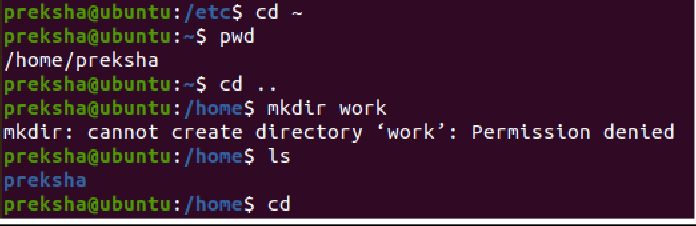 preksha@ubuntu:/etc$ cd ~
preksha@ubuntu:~$ pwd
/home/preksha
preksha@ubuntu:~$ cd ..
preksha@ubuntu:/home$ mkdir work
mkdir: cannot create directory ‘work’: Permission denied
preksha@ubuntu:/home$ ls
preksha
preksha@ubuntu:/home$ cd